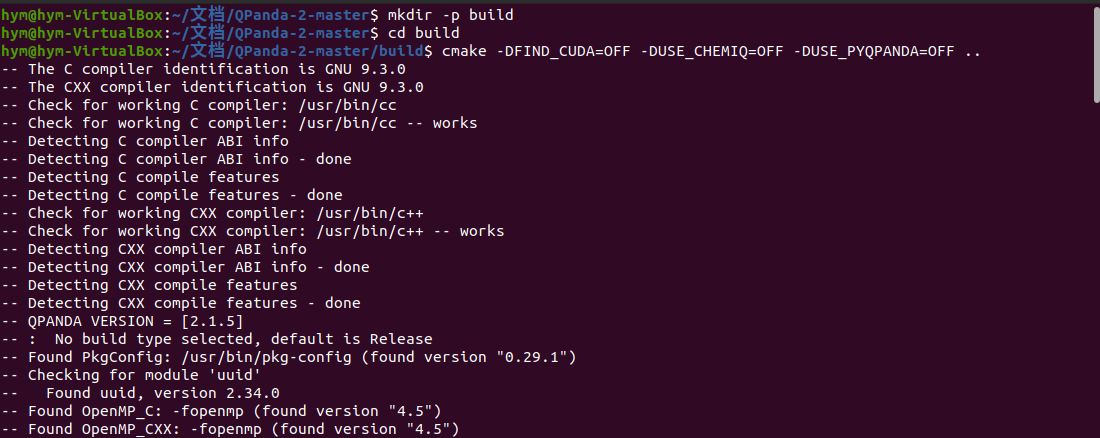 hym@hym-VirtualBox:~/文档/QPanda-2-master$ mkdir -p build
hym@hym-VirtualBox:~/文档/QPanda-2-master$ cd build
hym@hym-VirtualBox:~/文档/QPanda-2-master/build$ cmake -DFIND_CUDA=OFF -DUSE_CHEMIQ=OFF -DUSE_PYQPANDA=OFF ..
-- The C compiler identification is GNU 9.3.0
-- The CXX compiler identification is GNU 9.3.0
-- Check for working C compiler: /usr/bin/cc
-- Check for working C compiler: /usr/bin/cc -- works
-- Detecting C compiler ABI info
-- Detecting C compiler ABI info - done
-- Detecting C compile features
-- Detecting C compile features - done
-- Check for working CXX compiler: /usr/bin/c++
-- Check for working CXX compiler: /usr/bin/c++ -- works
-- Detecting CXX compiler ABI info
-- Detecting CXX compiler ABI info - done
-- Detecting CXX compile features
-- Detecting CXX compile features - done
-- QPANDA VERSION = [2.1.5]
-- :  No build type selected, default is Release
-- Found PkgConfig: /usr/bin/pkg-config (found version "0.29.1")
-- Checking for module 'uuid'
--   Found uuid, version 2.34.0
-- Found OpenMP_C: -fopenmp (found version "4.5")
-- Found OpenMP_CXX: -fopenmp (found version "4.5")